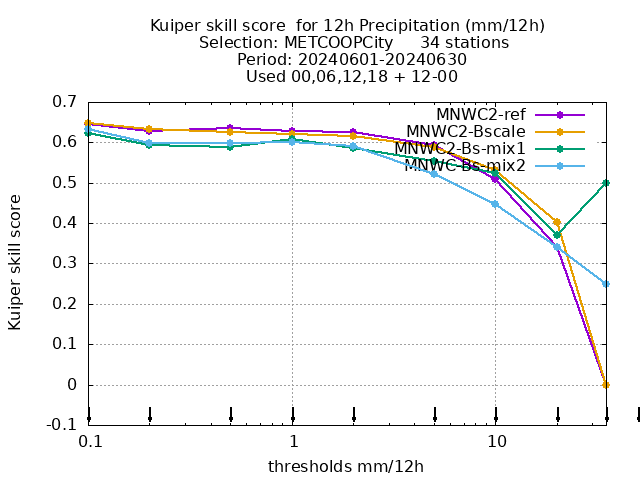 Kuiper skill score  for 12h Precipitation (mm/12h)
Selection: METCOOPCity     34 stations
Period: 20240601-20240630
Used 00,06,12,18 + 12-00
MNWC2-ref
MNWC2-Bscale
MNWC2-Bs-mix1
MNWC-Bs-mix2
Kuiper skill score
0.7
0.6
0.5
0.4
0.3
0.2
0.1
0
-0.1
0.1
1
10
thresholds mm/12h